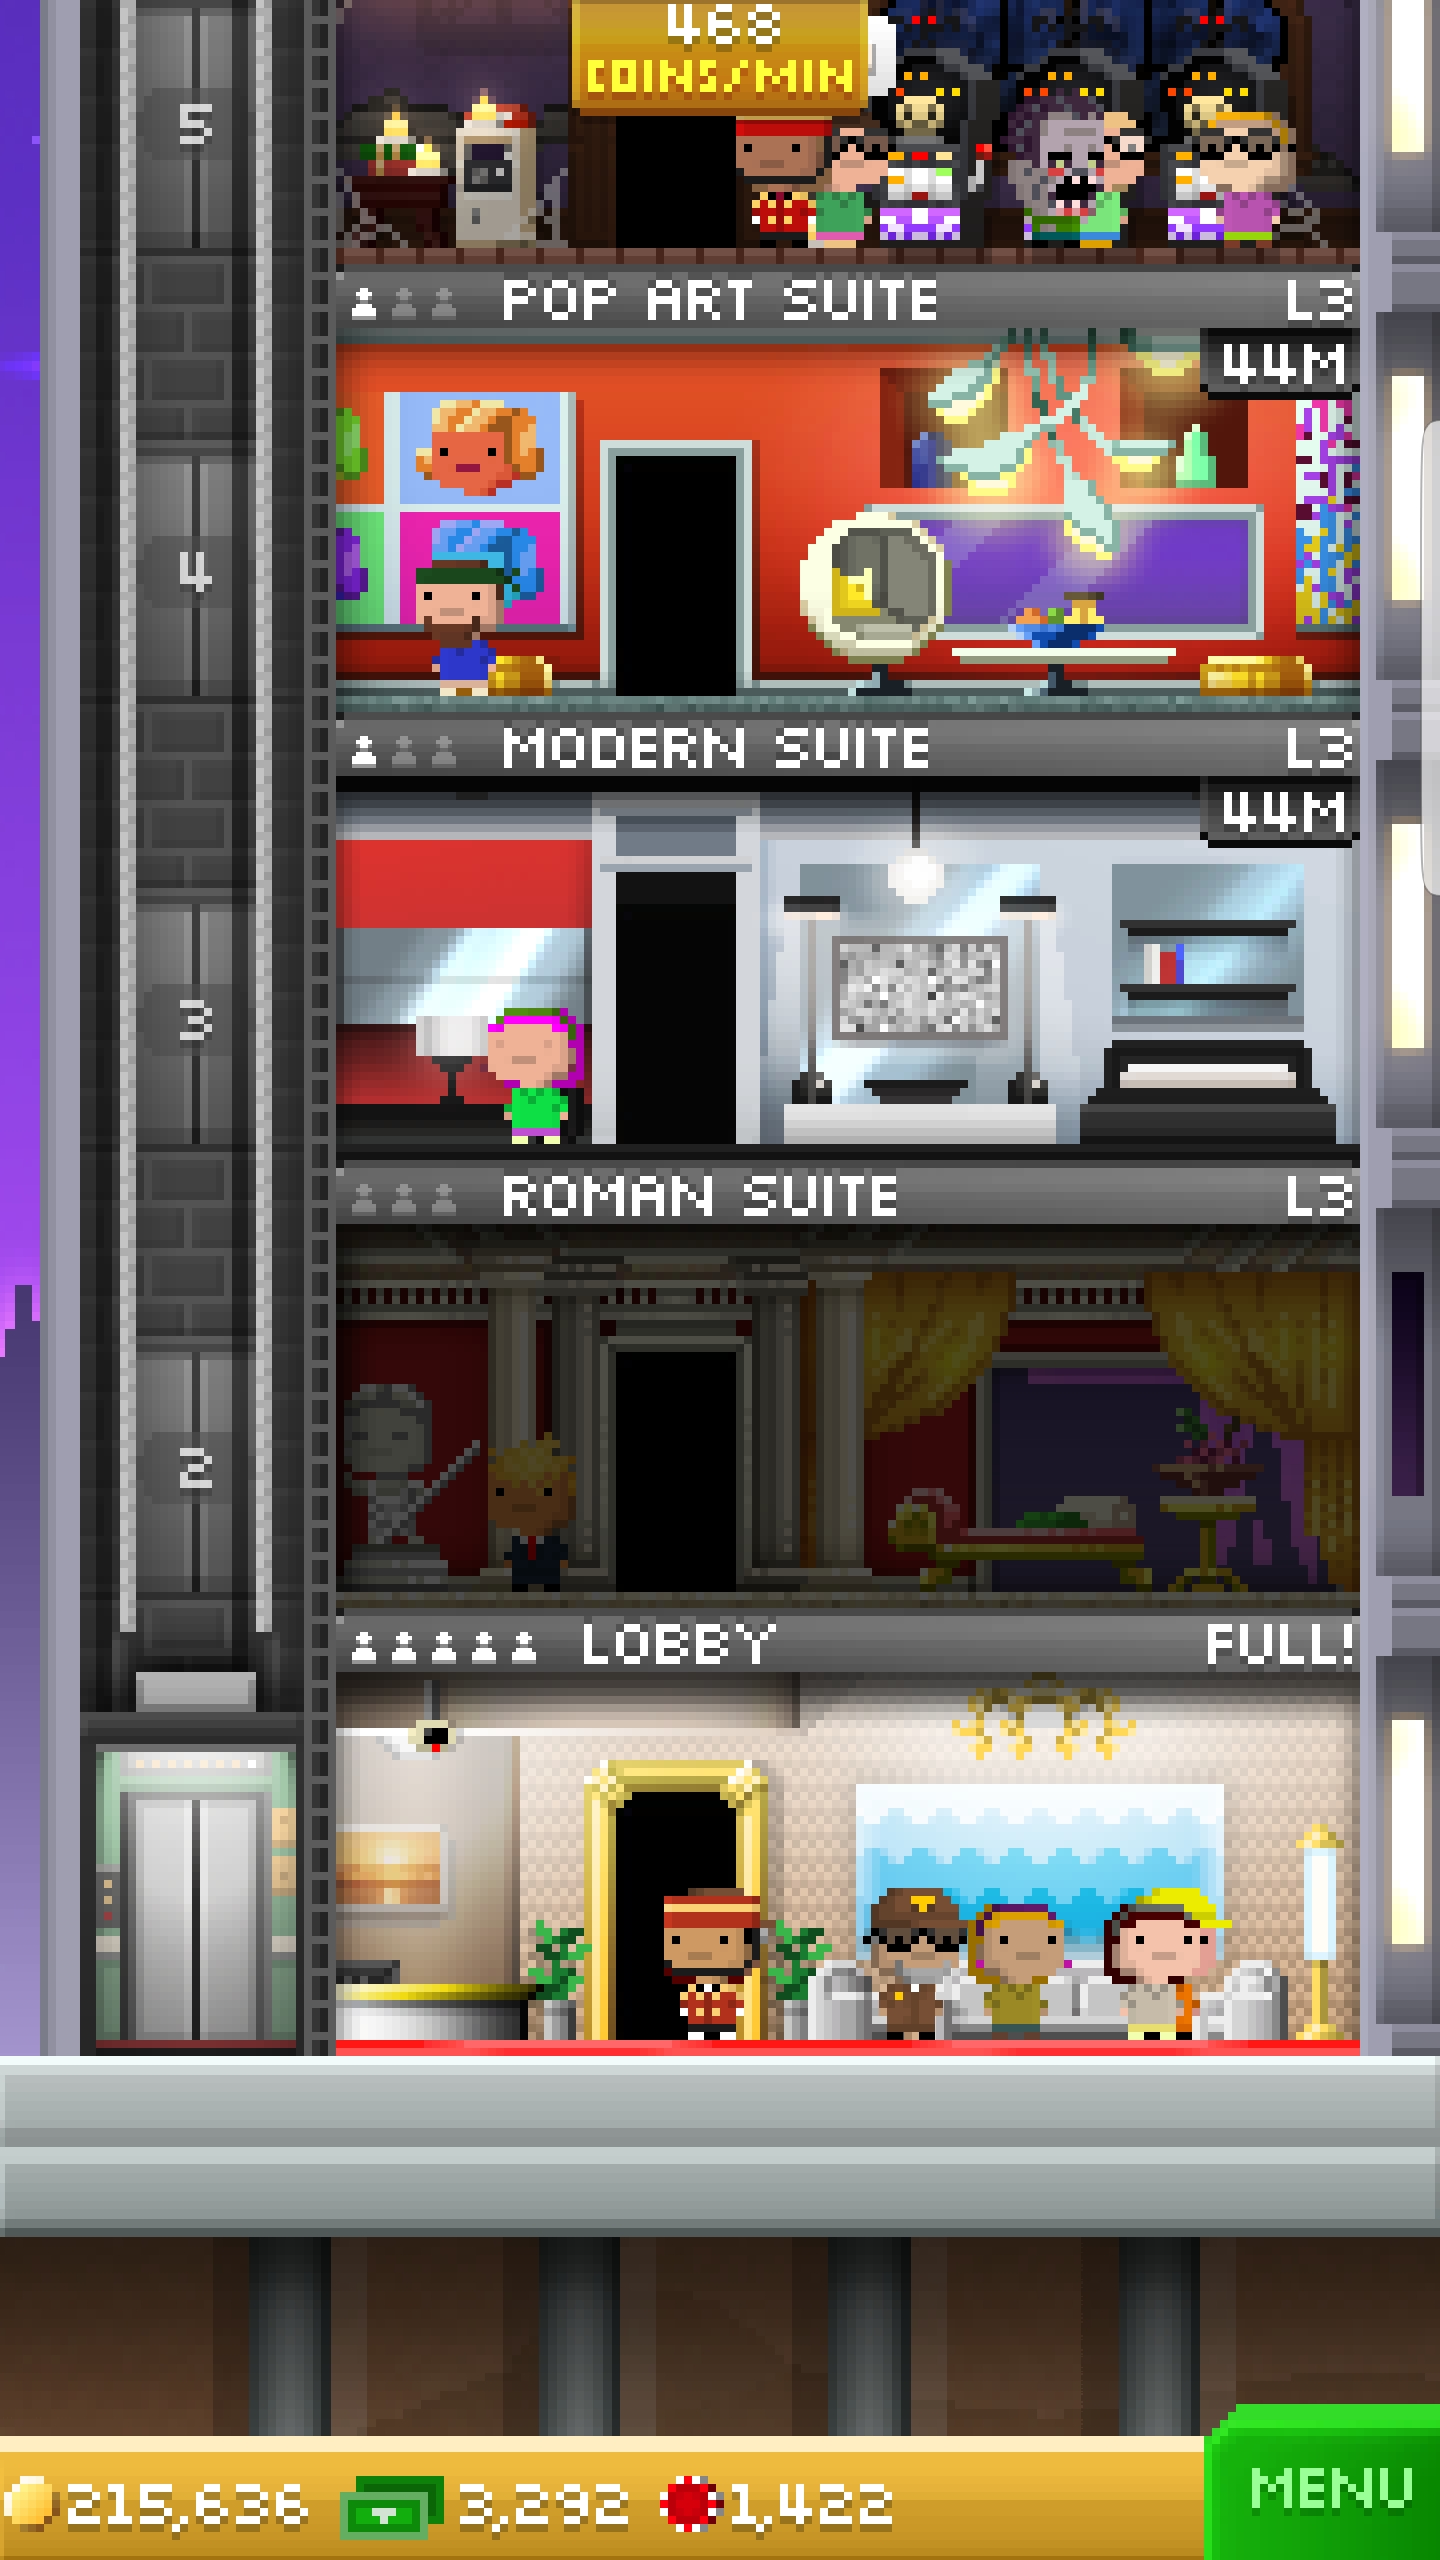 468
COINS/MIN
5
POP ART SUITE L3
44M
4
MODERN SUITE L3
44M
3
ROMAN SUITE L3
2
LOBBY FULL!
215,636 3,292 1,422
MENU